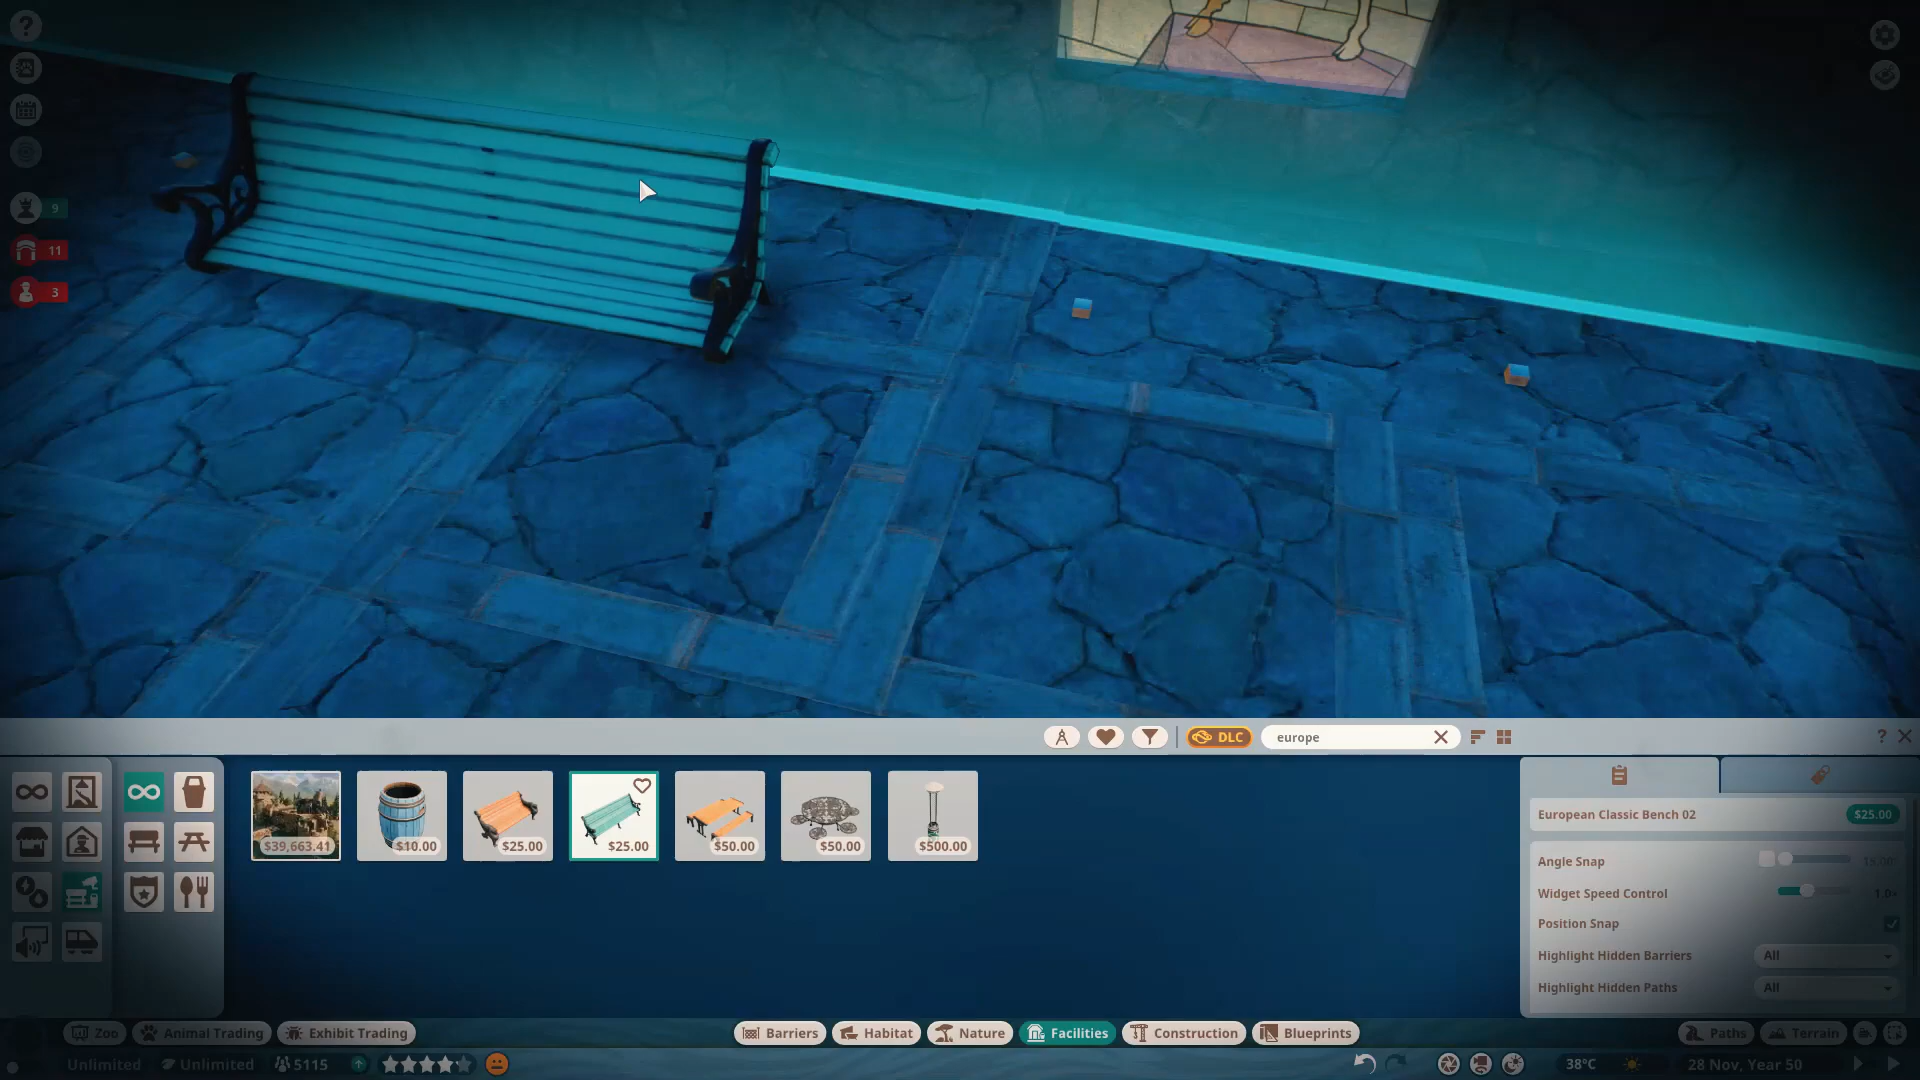 ?
9
11
3
DLC
europe
?
$39,663.41
$10.00
$25.00
$25.00
$50.00
$50.00
$500.00
European Classic Bench 02
$25.00
Angle Snap
Widget Speed Control
1.0×
Position Snap
Highlight Hidden Barriers
All
Highlight Hidden Paths
All
Zoo
Animal Trading
Exhibit Trading
Barriers
Habitat
Nature
Facilities
Construction
Blueprints
Paths
Terrain
Unlimited
Unlimited
5115
38°C
28 Nov, Year 50